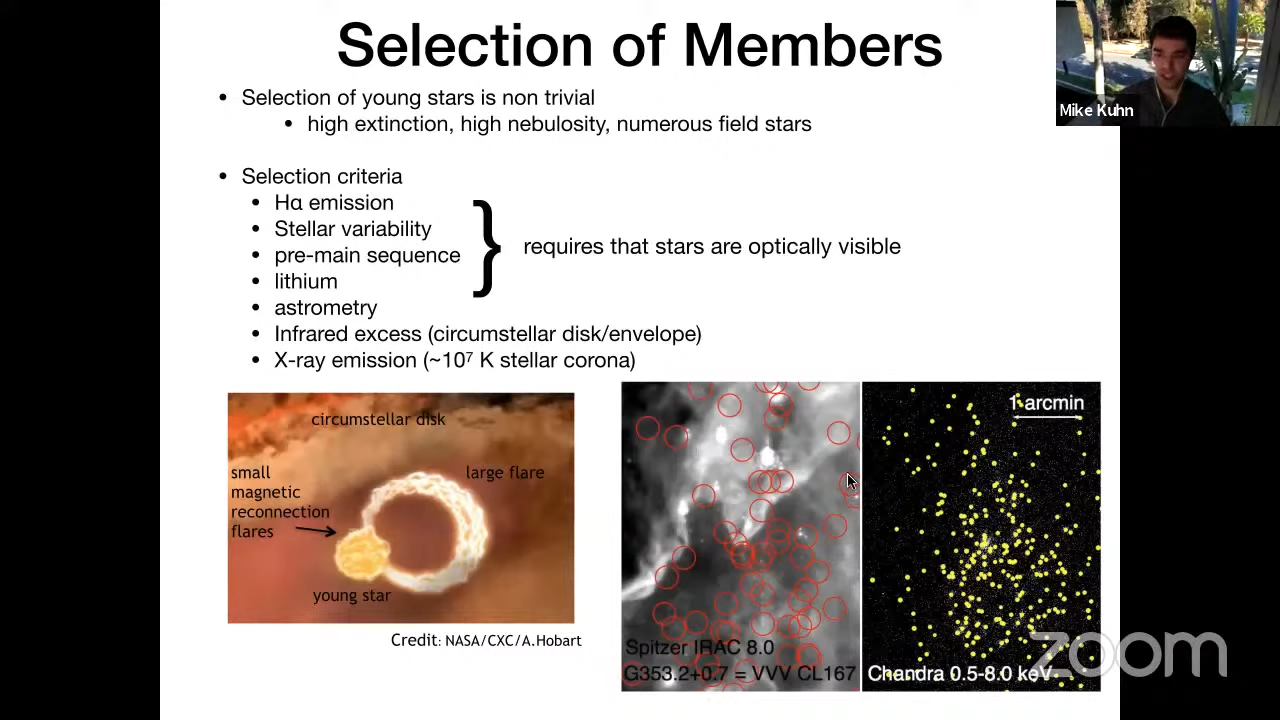 Selection of Members
Mike Kuhn
• Selection of young stars is non trivial
• high extinction, high nebulosity, numerous field stars
• Selection criteria
• Hα emission
• Stellar variability
• pre-main sequence
• lithium
} requires that stars are optically visible
• astrometry
• Infrared excess (circumstellar disk/envelope)
• X-ray emission (~10⁷ K stellar corona)
circumstellar disk
small
magnetic
reconnection
flares
large flare
young star
Credit: NASA/CXC/A.Hobart
Spitzer IRAC 8.0
G353.2+0.7 = VVV CL167
1 arcmin
Chandra 0.5-8.0 keV
zoom